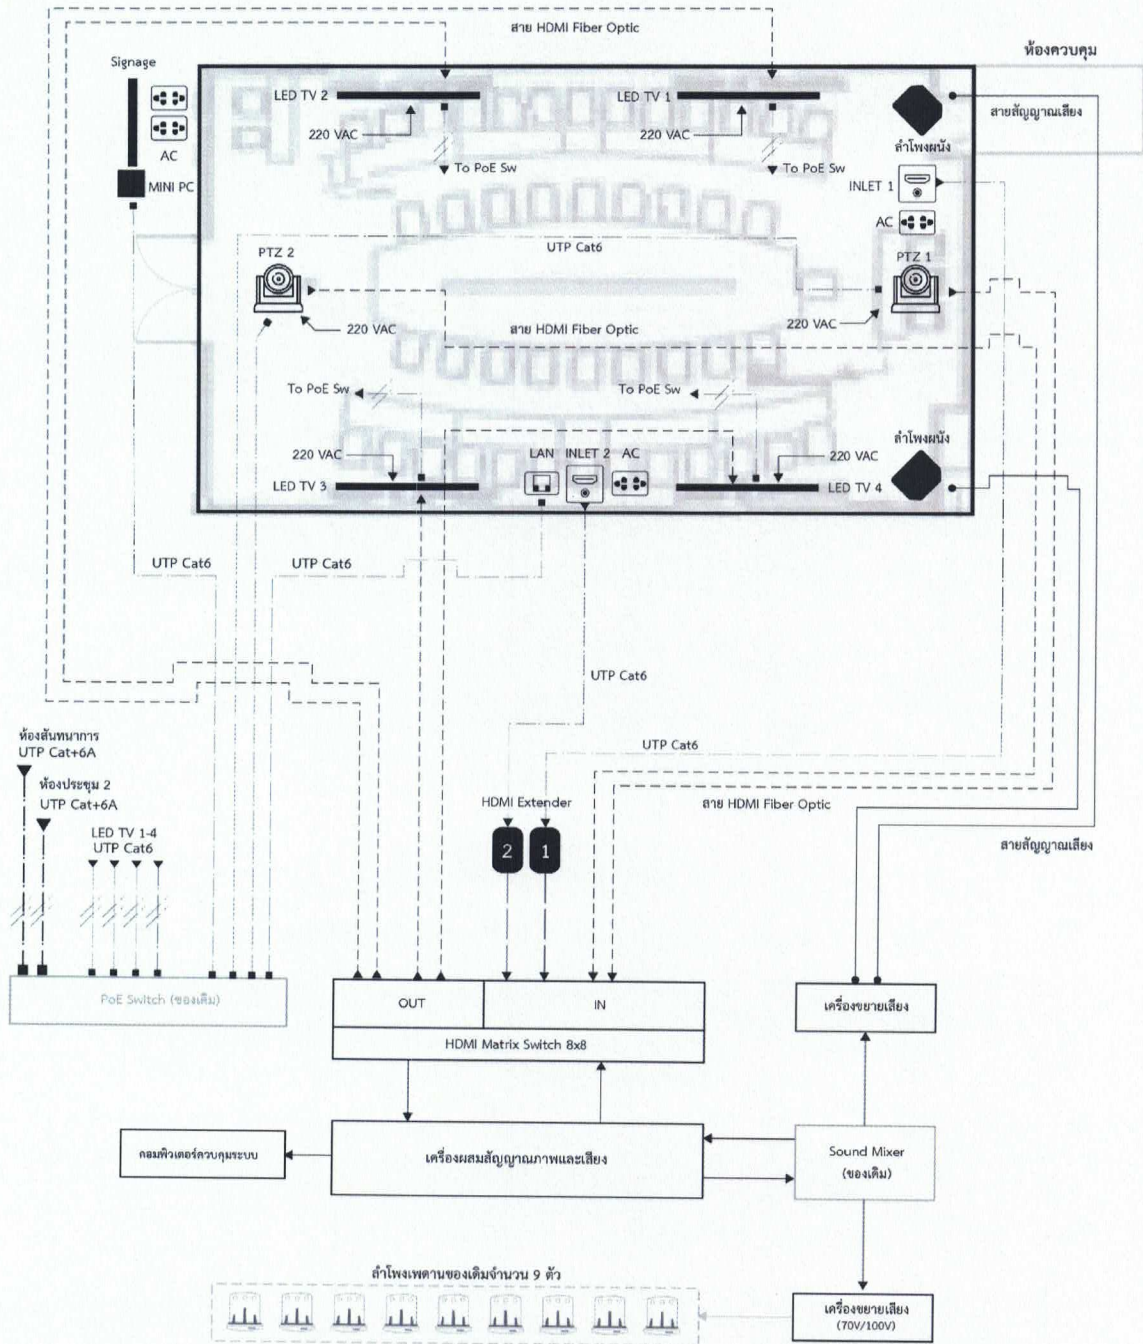 สาย HDMI Fiber Optic
ห้องควบคุม
Signage
LED TV 2
LED TV 1
สายสัญญาณเสียง
220 VAC
220 VAC
ลำโพงผนัง
AC
To PoE Sw
To PoE Sw
MINI PC
INLET 1
AC
UTP Cat6
PTZ 2
PTZ 1
220 VAC
สาย HDMI Fiber Optic
220 VAC
To PoE Sw
To PoE Sw
ลำโพงผนัง
220 VAC
LAN
INLET 2
AC
220 VAC
LED TV 3
LED TV 4
UTP Cat6
UTP Cat6
UTP Cat6
ห้องสันทนาการ
UTP Cat+6A
UTP Cat6
ห้องประชุม 2
UTP Cat+6A
HDMI Extender
สาย HDMI Fiber Optic
LED TV 1-4
UTP Cat6
สายสัญญาณเสียง
2
1
PoE Switch (ของเดิม)
OUT
IN
เครื่องขยายเสียง
HDMI Matrix Switch 8x8
คอมพิวเตอร์ควบคุมระบบ
เครื่องผสมสัญญาณภาพและเสียง
Sound Mixer
(ของเดิม)
ลำโพงเพดานของเดิมจำนวน 9 ตัว
เครื่องขยายเสียง
(70V/100V)